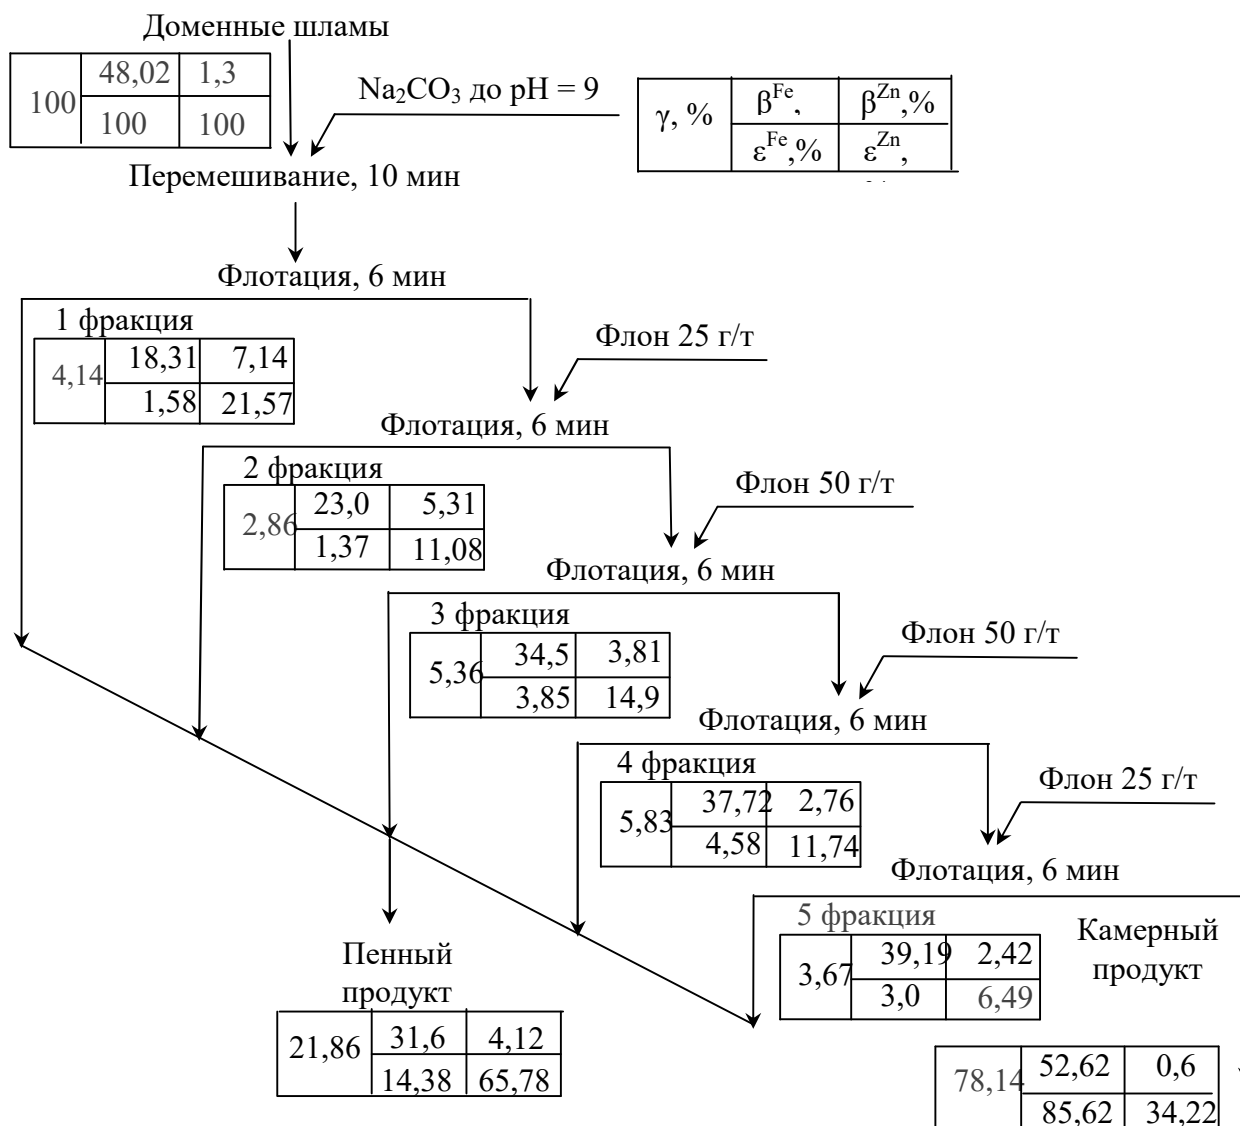 Доменные шламы
100
48,02 1,3
100 100
Na₂CO₃ до pH = 9
γ, %
βᶠᵉ, βᶻⁿ,%
εᶠᵉ,% εᶻⁿ,
Перемешивание, 10 мин
Флотация, 6 мин
1 фракция
4,14
18,31 7,14
1,58 21,57
Флон 25 г/т
Флотация, 6 мин
2 фракция
2,86
23,0 5,31
1,37 11,08
Флон 50 г/т
Флотация, 6 мин
3 фракция
5,36
34,5 3,81
3,85 14,9
Флон 50 г/т
Флотация, 6 мин
4 фракция
5,83
37,72 2,76
4,58 11,74
Флон 25 г/т
Флотация, 6 мин
5 фракция
3,67
39,19 2,42
3,0 6,49
Камерный
продукт
Пенный
продукт
21,86
31,6 4,12
14,38 65,78
78,14
52,62 0,6
85,62 34,22